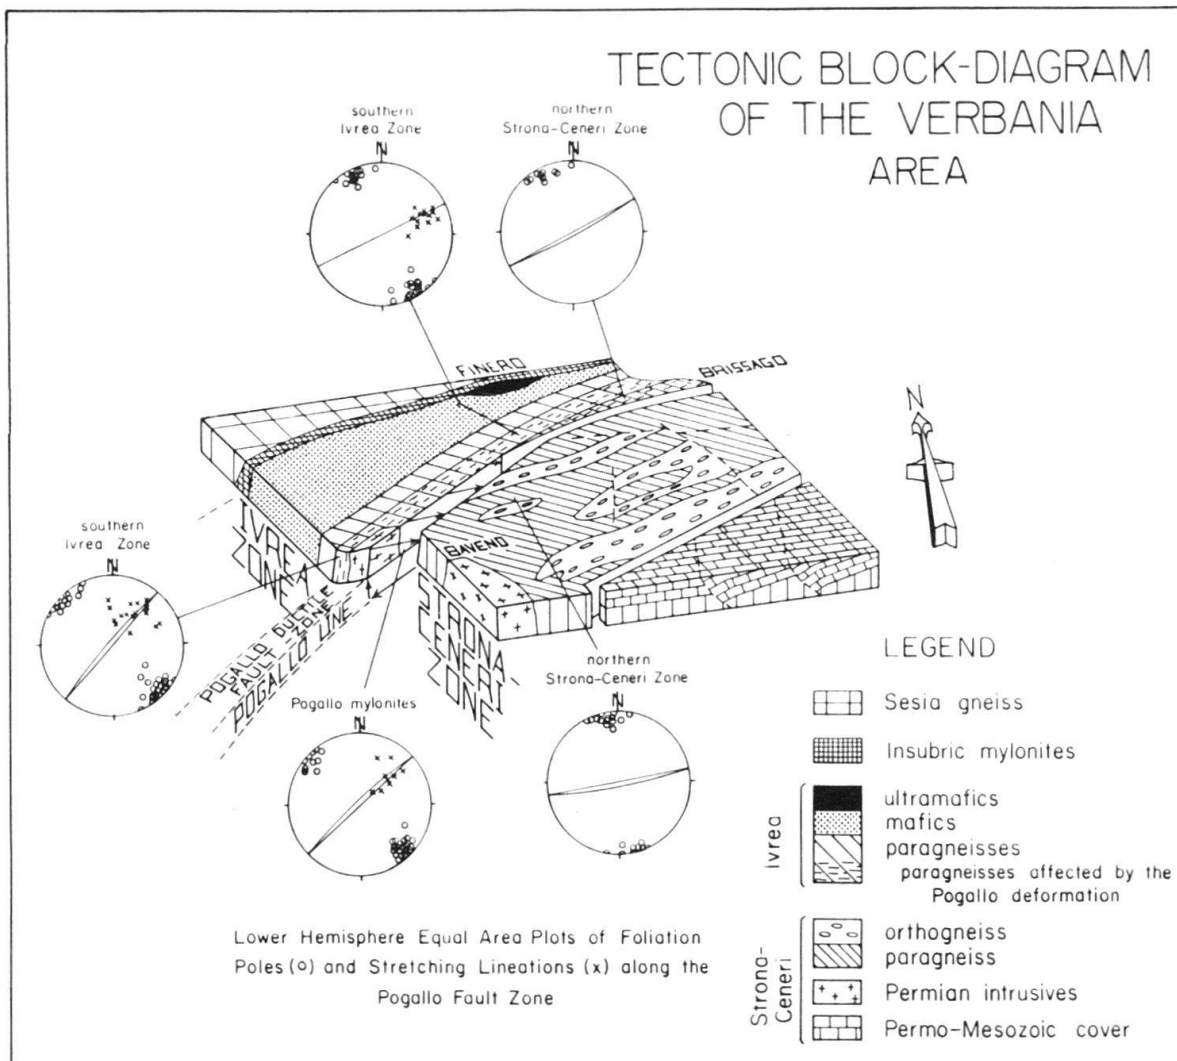 TECTONIC BLOCK-DIAGRAM
OF THE VERBANIA
AREA
southern
Ivrea Zone
N
northern
Strona-Ceneri Zone
N
FINERO
BRISSAGO
N
IVREA
ZONE
BAVENO
STRONA
CENERI
ZONE
POGALLO DUCTILE
FAULT ZONE
POGALLO LINE
southern
Ivrea Zone
N
Pogallo mylonites
N
northern
Strona-Ceneri Zone
N
LEGEND
Sesia gneiss
Insubric mylonites
Ivrea
ultramafics
mafics
paragneisses
paragneisses affected by the
Pogallo deformation
Strona-
Ceneri
orthogneiss
paragneiss
Permian intrusives
Permo-Mesozoic cover
Lower Hemisphere Equal Area Plots of Foliation
Poles (o) and Stretching Lineations (x) along the
Pogallo Fault Zone